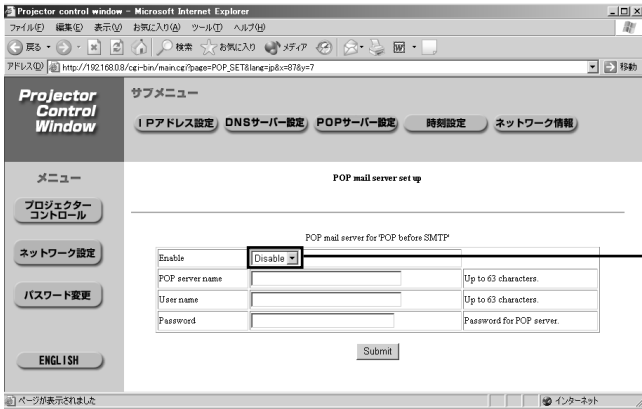 Projector control window - Microsoft Internet Explorer
ファイル(F) 編集(E) 表示(V) お気に入り(A) ツール(T) ヘルプ(H)
戻る 検索 お気に入り メディア
アドレス(D) http://192.168.0.8/cgi-bin/main.cgi?page=POP_SET&lang=jp&x=87&y=7 移動
Projector
Control
Window
サブメニュー
IPアドレス設定 DNSサーバー設定 POPサーバー設定 時刻設定 ネットワーク情報
メニュー
プロジェクター
コントロール
ネットワーク設定
パスワード変更
ENGLISH
POP mail server set up
POP mail server for 'POP before SMTP'
Enable Disable
POP server name Up to 63 characters.
User name Up to 63 characters.
Password Password for POP server.
Submit
ページが表示されました インターネット